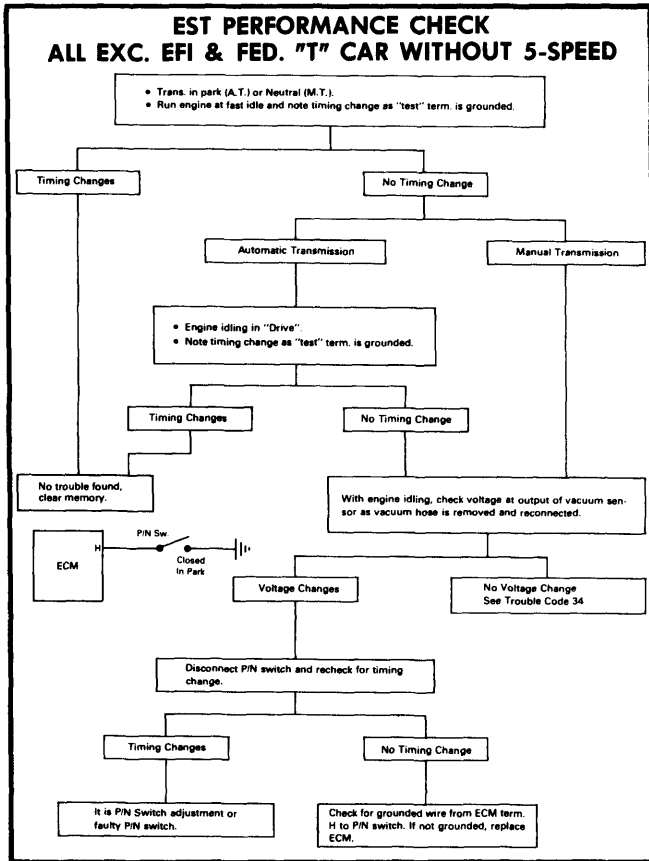 EST PERFORMANCE CHECK
ALL EXC. EFI & FED. "T" CAR WITHOUT 5-SPEED
• Trans. in park (A.T.) or Neutral (M.T.).
• Run engine at fast idle and note timing change as "test" term. is grounded.
Timing Changes
No Timing Change
Automatic Transmission
Manual Transmission
• Engine idling in "Drive".
• Note timing change as "test" term. is grounded.
Timing Changes
No Timing Change
No trouble found,
clear memory.
With engine idling, check voltage at output of vacuum sen-
sor as vacuum hose is removed and reconnected.
ECM
H
P/N Sw.
Closed
In Park
Voltage Changes
No Voltage Change
See Trouble Code 34
Disconnect P/N switch and recheck for timing
change.
Timing Changes
No Timing Change
It is P/N Switch adjustment or
faulty P/N switch.
Check for grounded wire from ECM term.
H to P/N switch. If not grounded, replace
ECM.